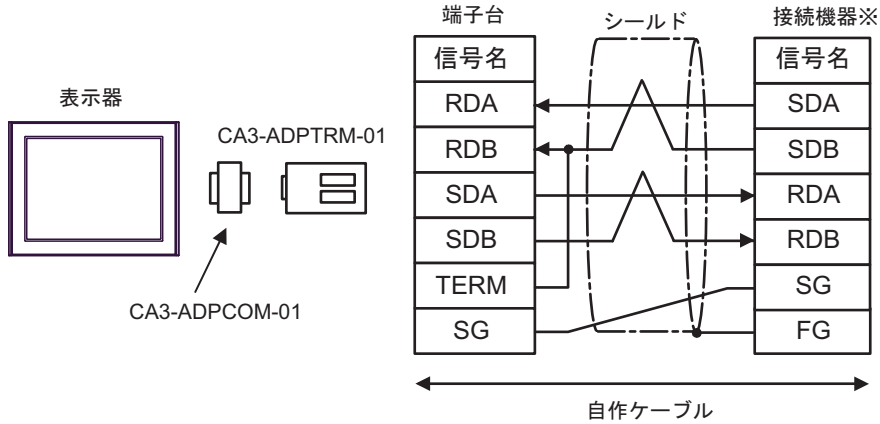 表示器
CA3-ADPTRM-01
CA3-ADPCOM-01
端子台
シールド
接続機器※
信号名
信号名
RDA
SDA
RDB
SDB
SDA
RDA
SDB
RDB
TERM
SG
SG
FG
自作ケーブル